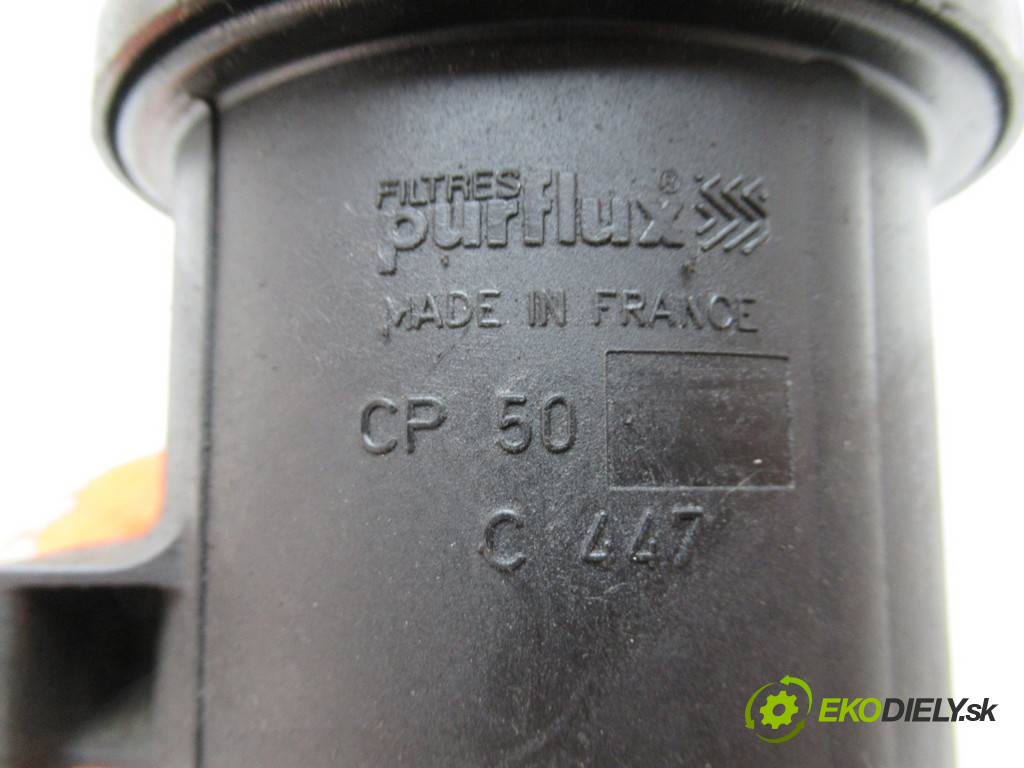 FILTRES
purflux®
MADE IN FRANCE
CP 50
C 447
EKODIELY.sk